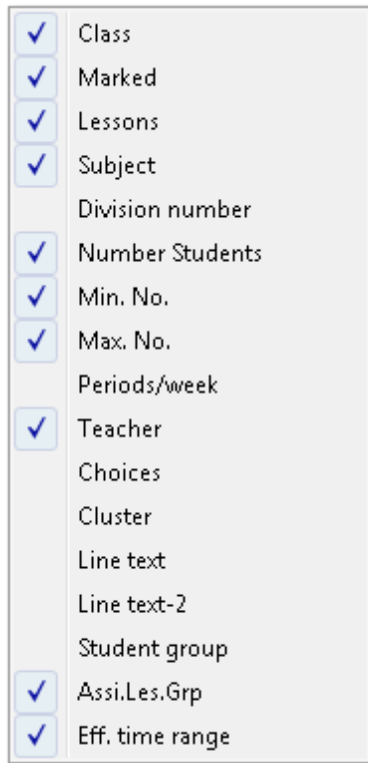 Class
Marked
Lessons
Subject
Division number
Number Students
Min. No.
Max. No.
Periods/week
Teacher
Choices
Cluster
Line text
Line text-2
Student group
Assi.Les.Grp
Eff. time range